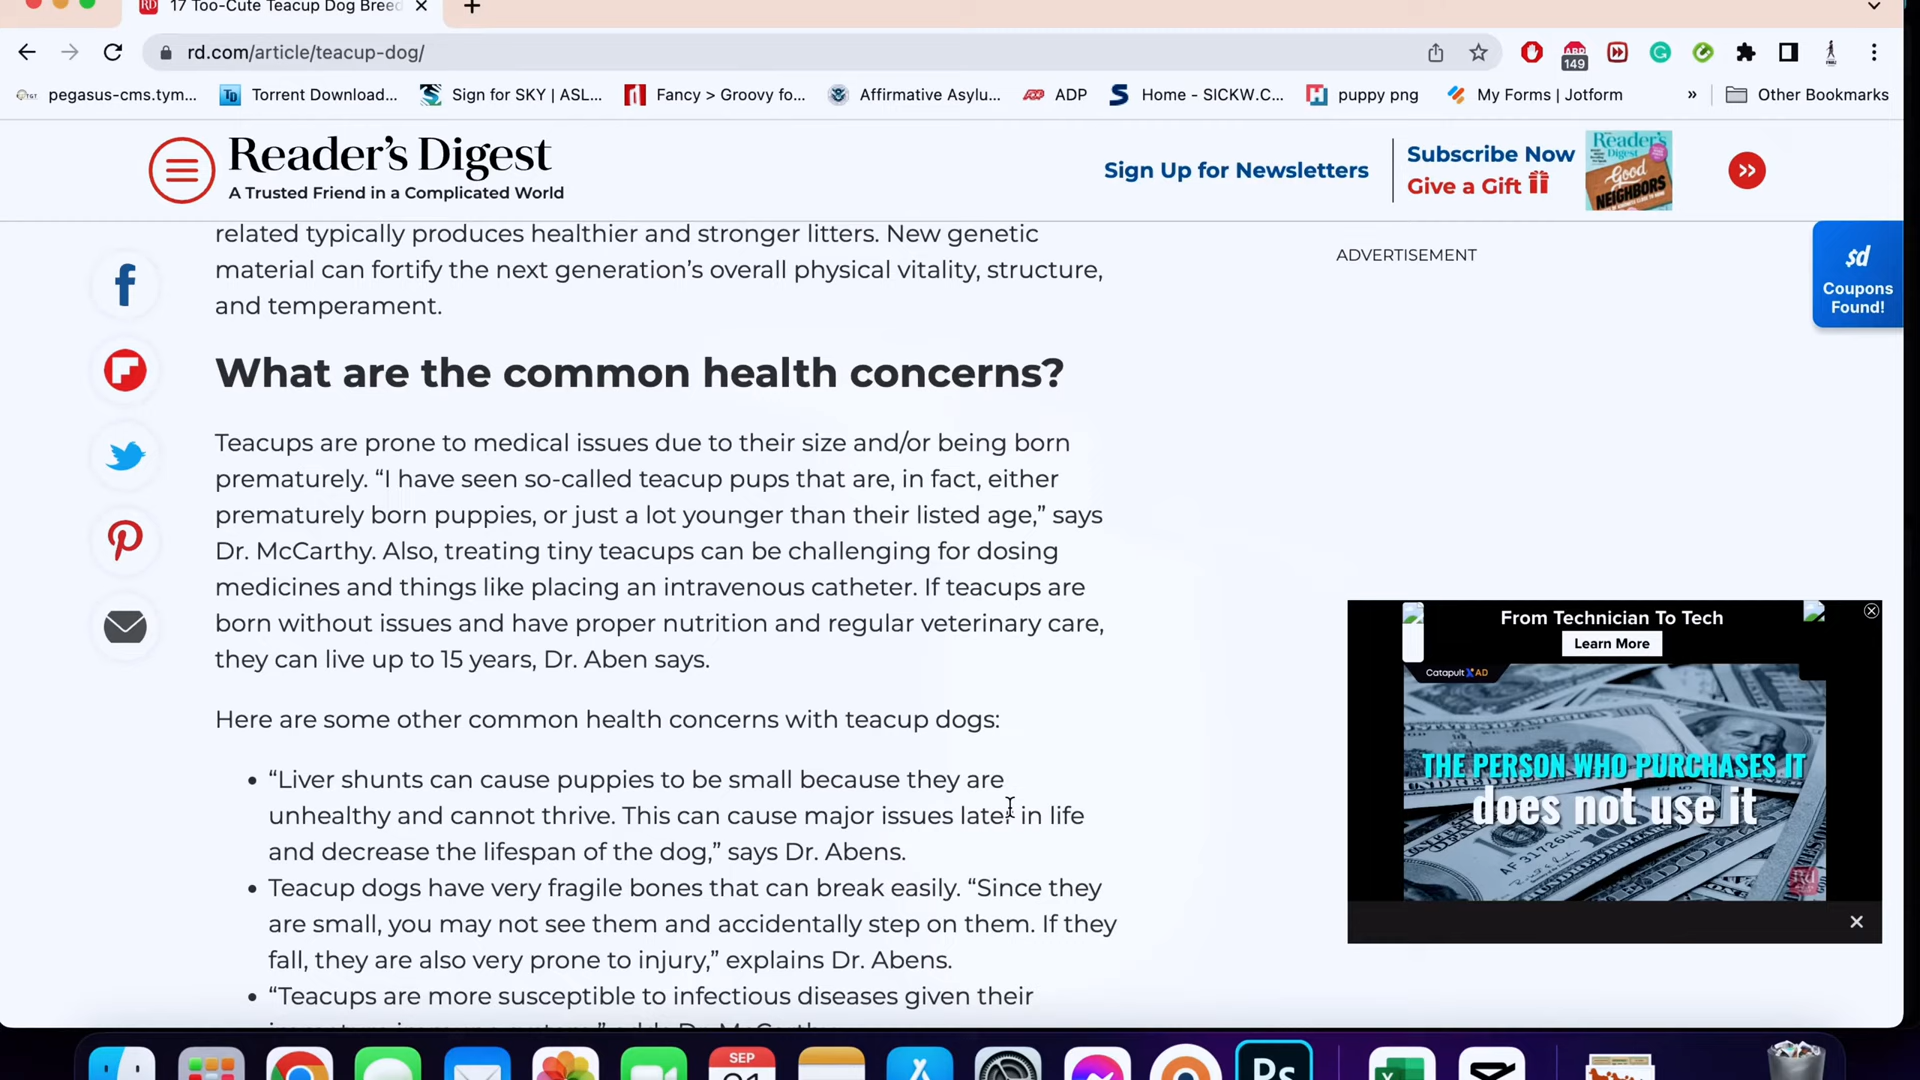 17 Too-Cute Teacup Dog Breed
rd.com/article/teacup-dog/
149
pegasus-cms.tym...
Torrent Download...
Sign for SKY | ASL...
Fancy > Groovy fo...
Affirmative Asylu...
ADP
Home - SICKW.C...
puppy png
My Forms | Jotform
»
Other Bookmarks
Reader's Digest
A Trusted Friend in a Complicated World
Sign Up for Newsletters
Subscribe Now
Give a Gift
Reader's Digest
Good
NEIGHBORS
related typically produces healthier and stronger litters. New genetic
material can fortify the next generation’s overall physical vitality, structure,
and temperament.
ADVERTISEMENT
$d
Coupons
Found!
What are the common health concerns?
Teacups are prone to medical issues due to their size and/or being born
prematurely. “I have seen so-called teacup pups that are, in fact, either
prematurely born puppies, or just a lot younger than their listed age,” says
Dr. McCarthy. Also, treating tiny teacups can be challenging for dosing
medicines and things like placing an intravenous catheter. If teacups are
born without issues and have proper nutrition and regular veterinary care,
they can live up to 15 years, Dr. Aben says.
Here are some other common health concerns with teacup dogs:
• “Liver shunts can cause puppies to be small because they are
unhealthy and cannot thrive. This can cause major issues later in life
and decrease the lifespan of the dog,” says Dr. Abens.
• Teacup dogs have very fragile bones that can break easily. “Since they
are small, you may not see them and accidentally step on them. If they
fall, they are also very prone to injury,” explains Dr. Abens.
• “Teacups are more susceptible to infectious diseases given their
From Technician To Tech
Learn More
Catapult X AD
THE PERSON WHO PURCHASES IT
does not use it
SEP
Ps